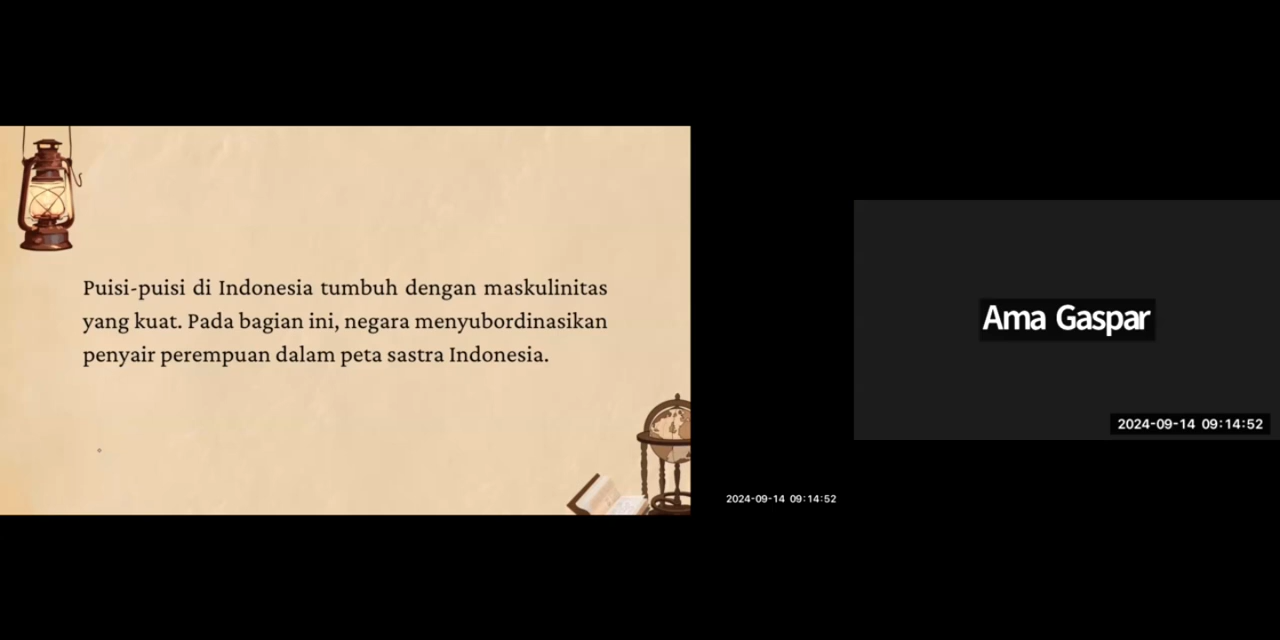 Puisi-puisi di Indonesia tumbuh dengan maskulinitas
yang kuat. Pada bagian ini, negara menyubordinasikan
penyair perempuan dalam peta sastra Indonesia.
Ama Gaspar
2024-09-14 09:14:52
2024-09-14 09:14:52